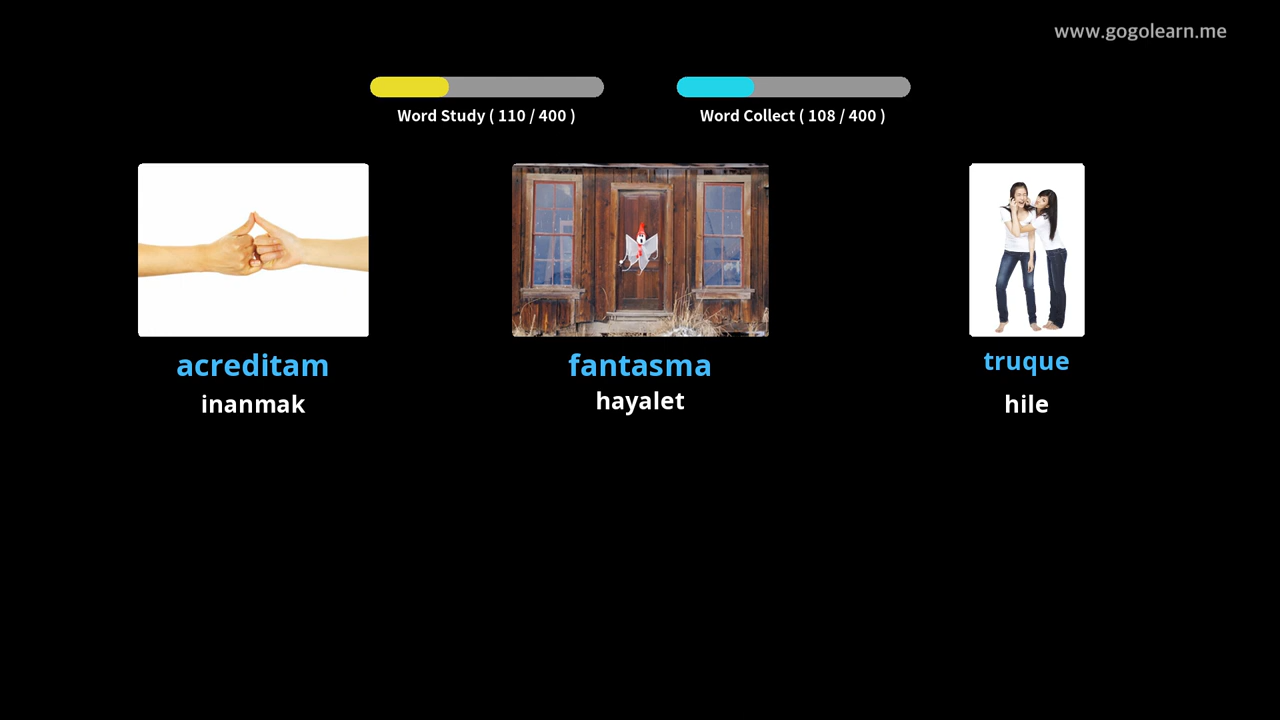 www.gogolearn.me
Word Study ( 110 / 400 )
Word Collect ( 108 / 400 )
acreditam
fantasma
truque
inanmak
hayalet
hile